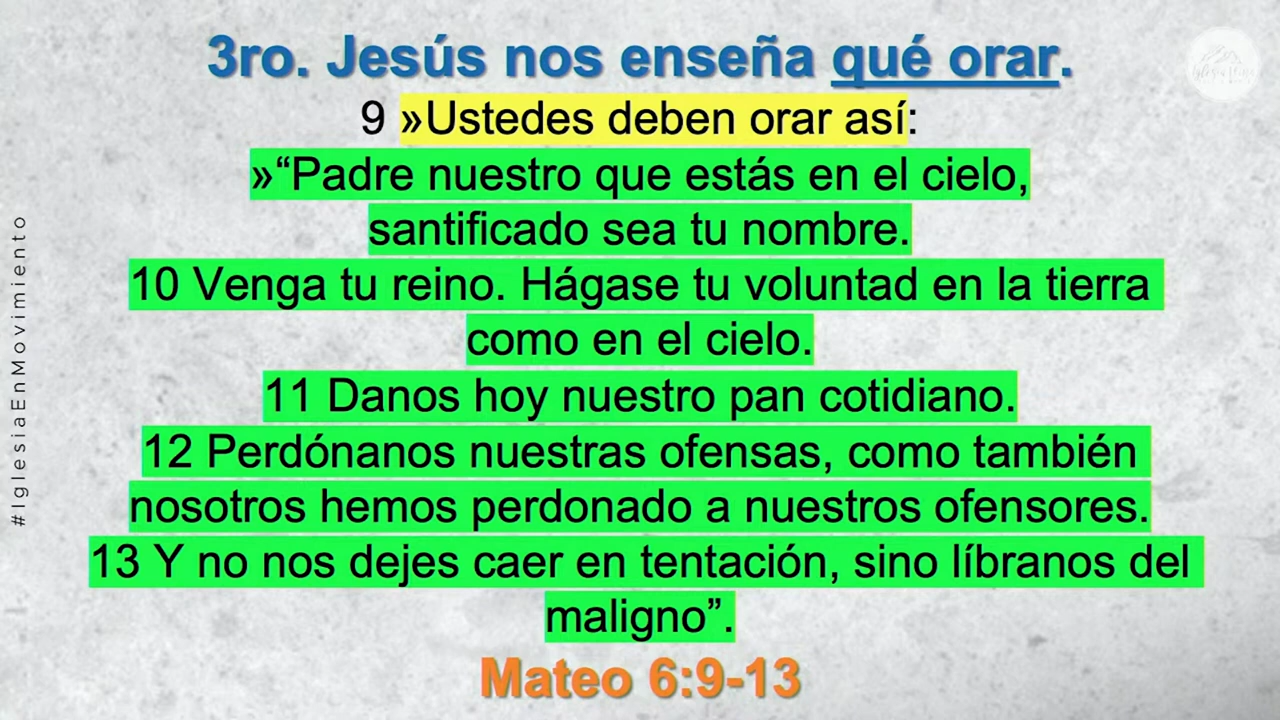 3ro. Jesús nos enseña qué orar.
9 »Ustedes deben orar así:
»“Padre nuestro que estás en el cielo,
santificado sea tu nombre.
10 Venga tu reino. Hágase tu voluntad en la tierra
como en el cielo.
11 Danos hoy nuestro pan cotidiano.
12 Perdónanos nuestras ofensas, como también
nosotros hemos perdonado a nuestros ofensores.
13 Y no nos dejes caer en tentación, sino líbranos del
maligno”.
Mateo 6:9-13
#IglesiaEnMovimiento